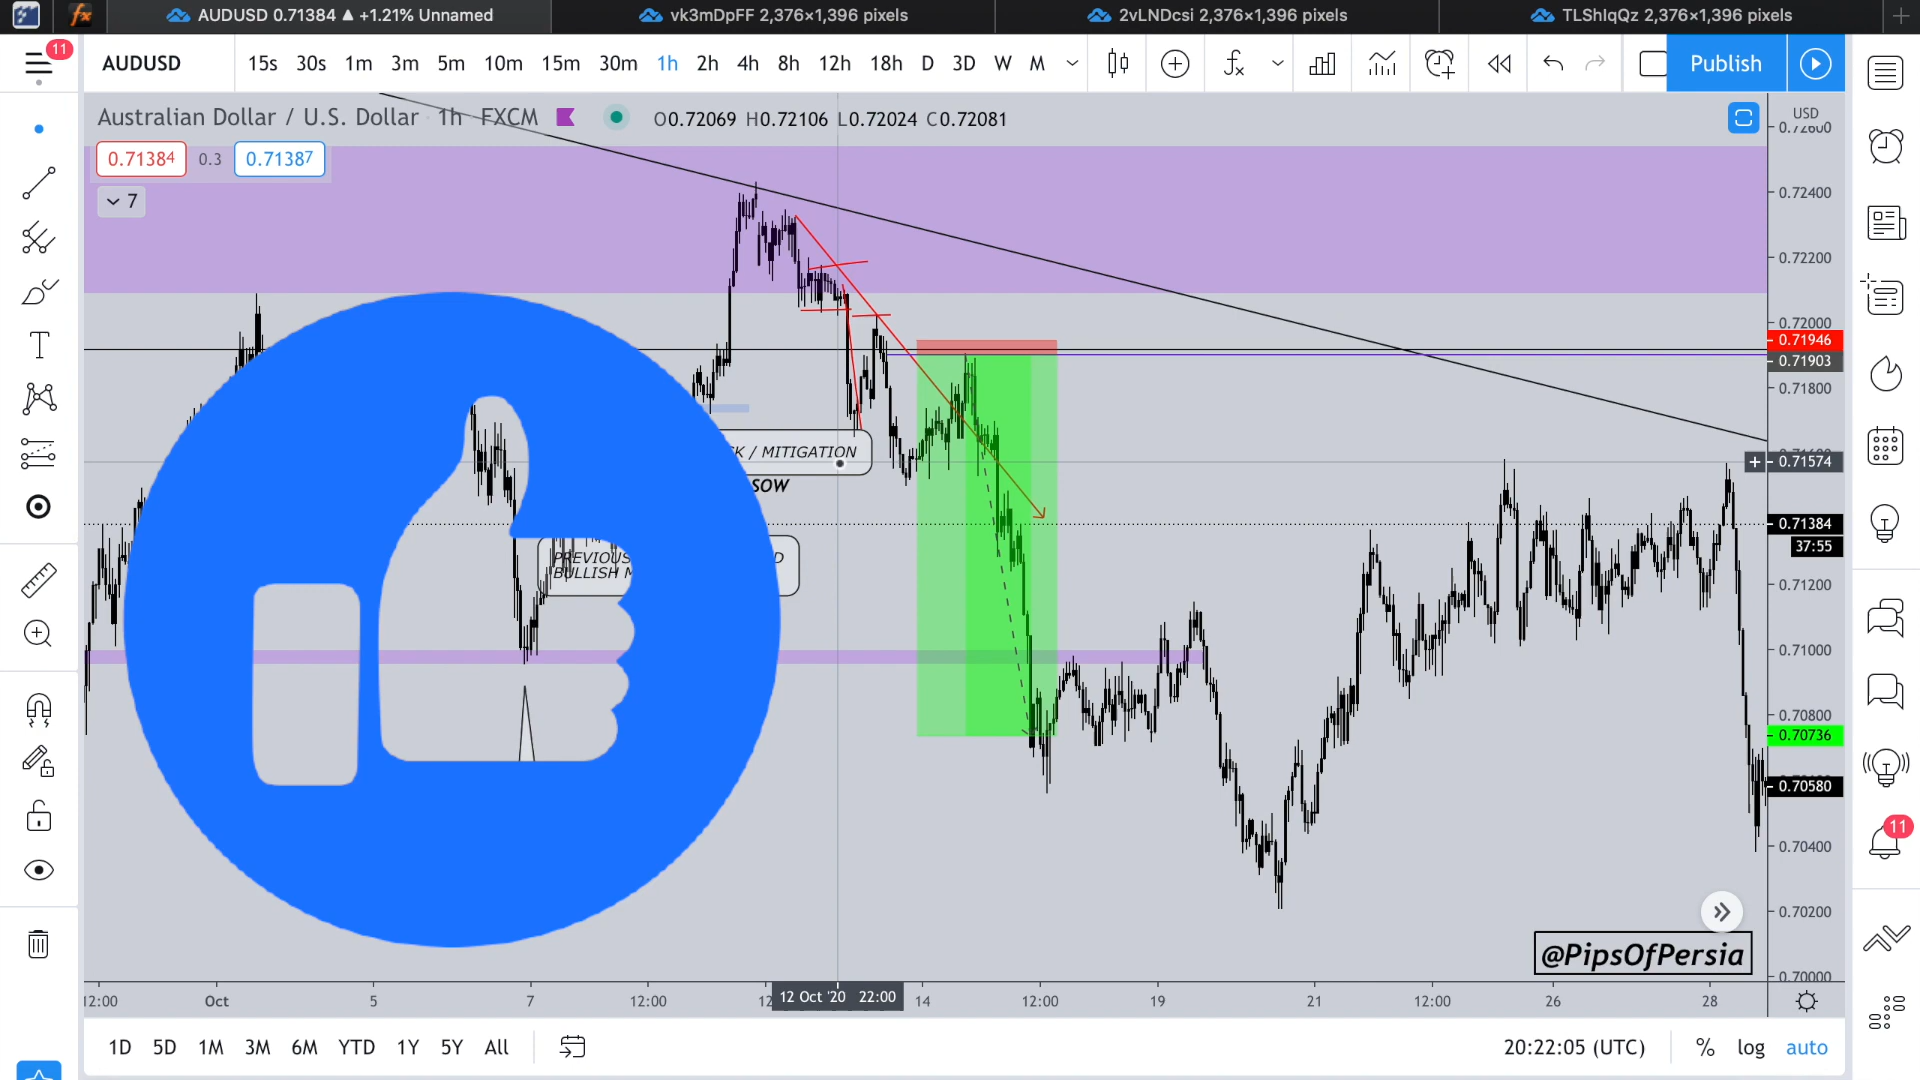 AUDUSD 0.71384 ▲ +1.21% Unnamed
vk3mDpFF 2,376×1,396 pixels
2vLNDcsi 2,376×1,396 pixels
TLShlqQz 2,376×1,396 pixels
11
AUDUSD
15s 30s 1m 3m 5m 10m 15m 30m 1h 2h 4h 8h 12h 18h D 3D W M
Publish
Australian Dollar / U.S. Dollar · 1h · FXCM
O0.72069 H0.72106 L0.72024 C0.72081
0.71384 0.3 0.71387
7
USD
0.72600
0.72400
0.72200
0.72000
0.71946
0.71903
0.71800
0.71574
0.71384
37:55
0.71200
0.71000
0.70800
0.70736
0.70580
0.70400
0.70200
0.70000
/ MITIGATION
SOW
PREVIOUS
BULLISH
11
@PipsOfPersia
12:00 Oct 5 7 12:00 12 Oct '20 22:00 14 12:00 19 21 12:00 26 28
1D 5D 1M 3M 6M YTD 1Y 5Y All
20:22:05 (UTC) % log auto